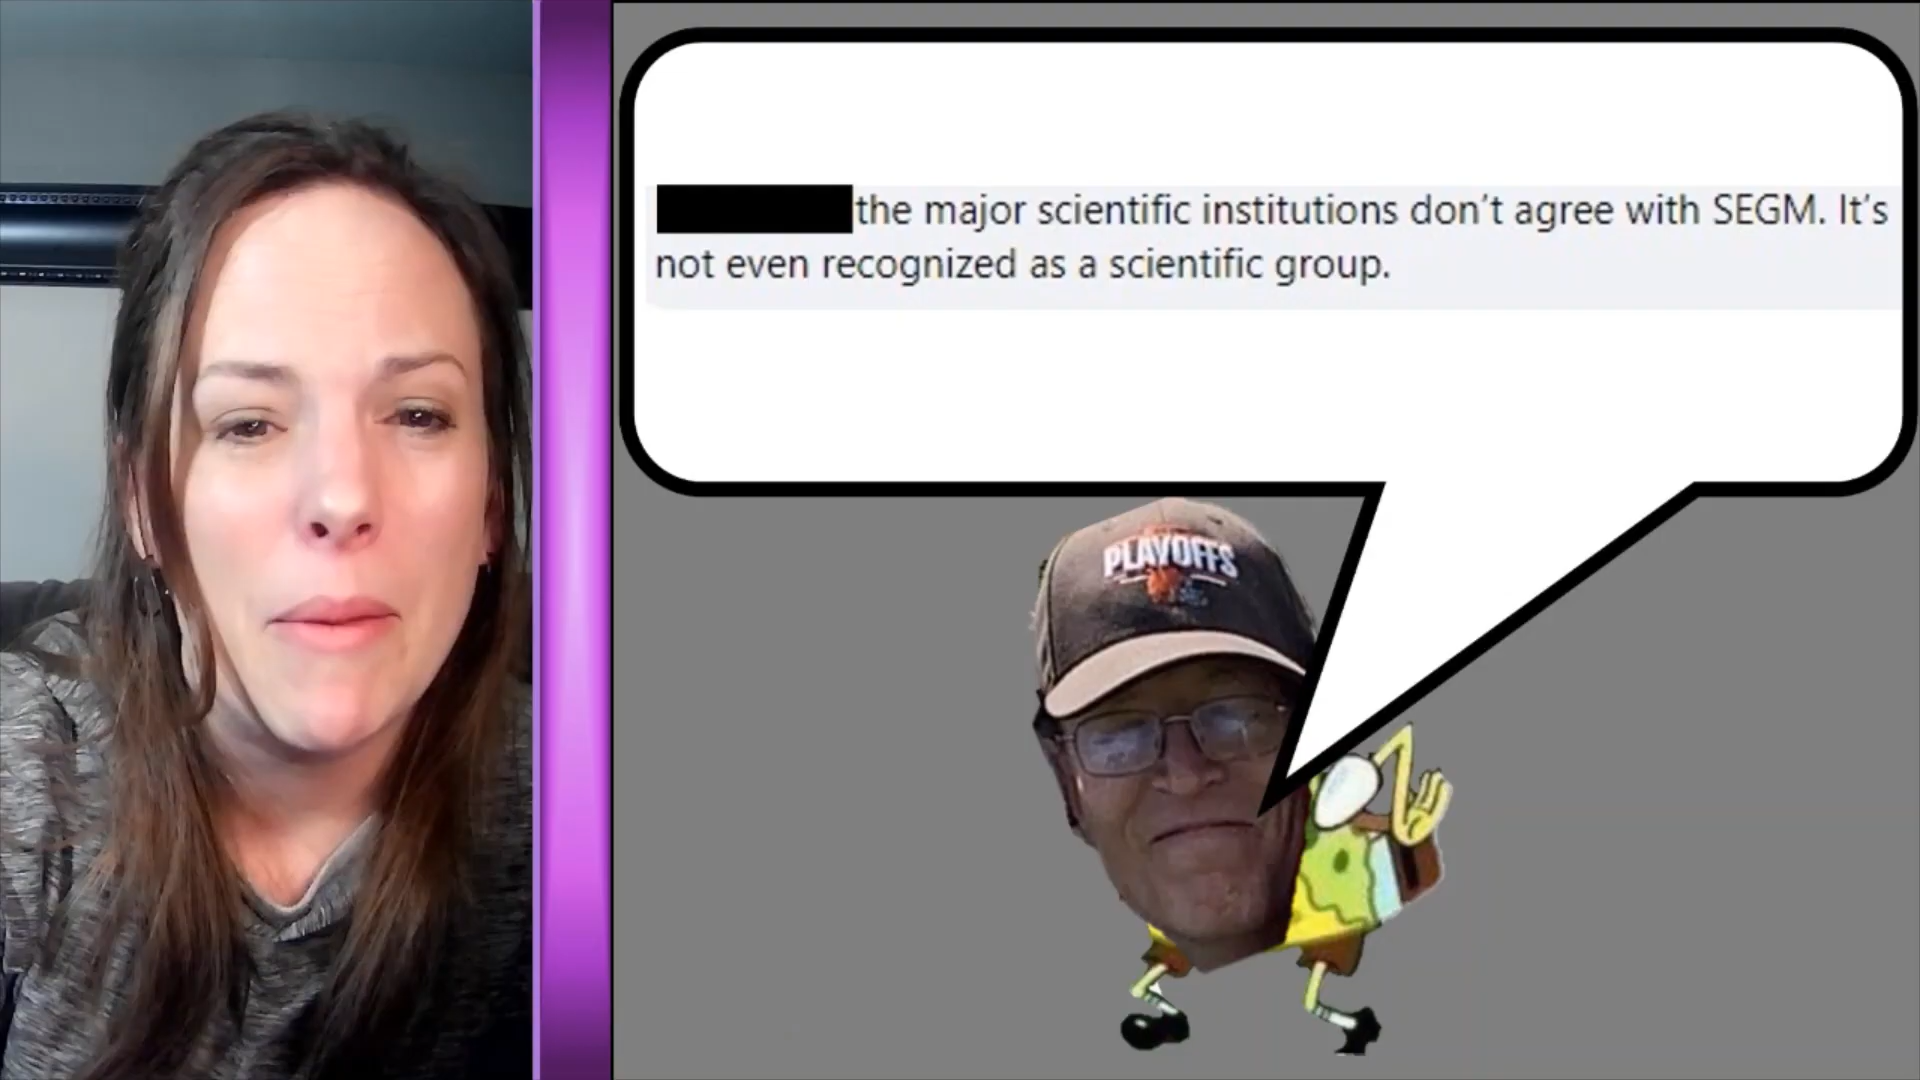 the major scientific institutions don't agree with SEGM. It's
not even recognized as a scientific group.
PLAYOFFS